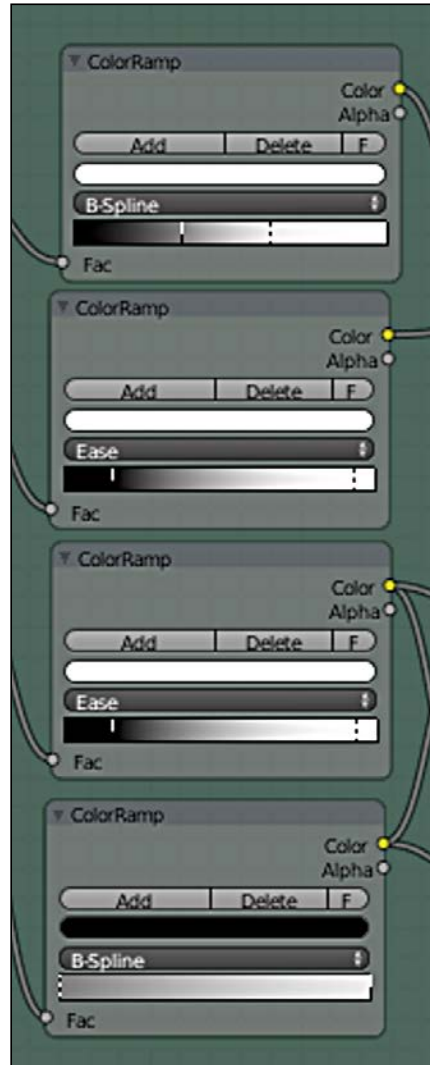 ColorRamp
Color
Alpha
Add Delete F
B-Spline
Fac
ColorRamp
Color
Alpha
Add Delete F
Ease
Fac
ColorRamp
Color
Alpha
Add Delete F
Ease
Fac
ColorRamp
Color
Alpha
Add Delete F
B-Spline
Fac